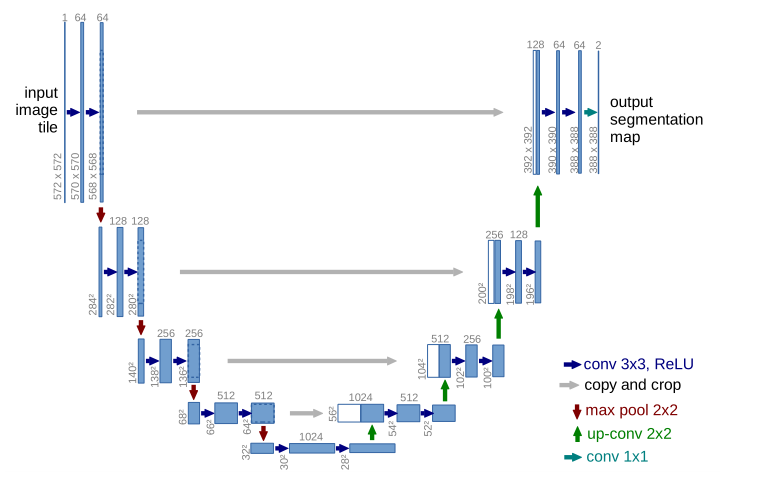 1 64 64
128 64 64 2
input
image
tile
output
segmentation
map
572 x 572
570 x 570
568 x 568
392 x 392
390 x 390
388 x 388
388 x 388
128 128
256 128
284²
282²
280²
200²
198²
196²
256 256
512 256
140²
138²
136²
104²
102²
100²
512 512
1024 512
68²
66²
64²
56²
54²
52²
1024
32²
30²
28²
conv 3x3, ReLU
copy and crop
max pool 2x2
up-conv 2x2
conv 1x1